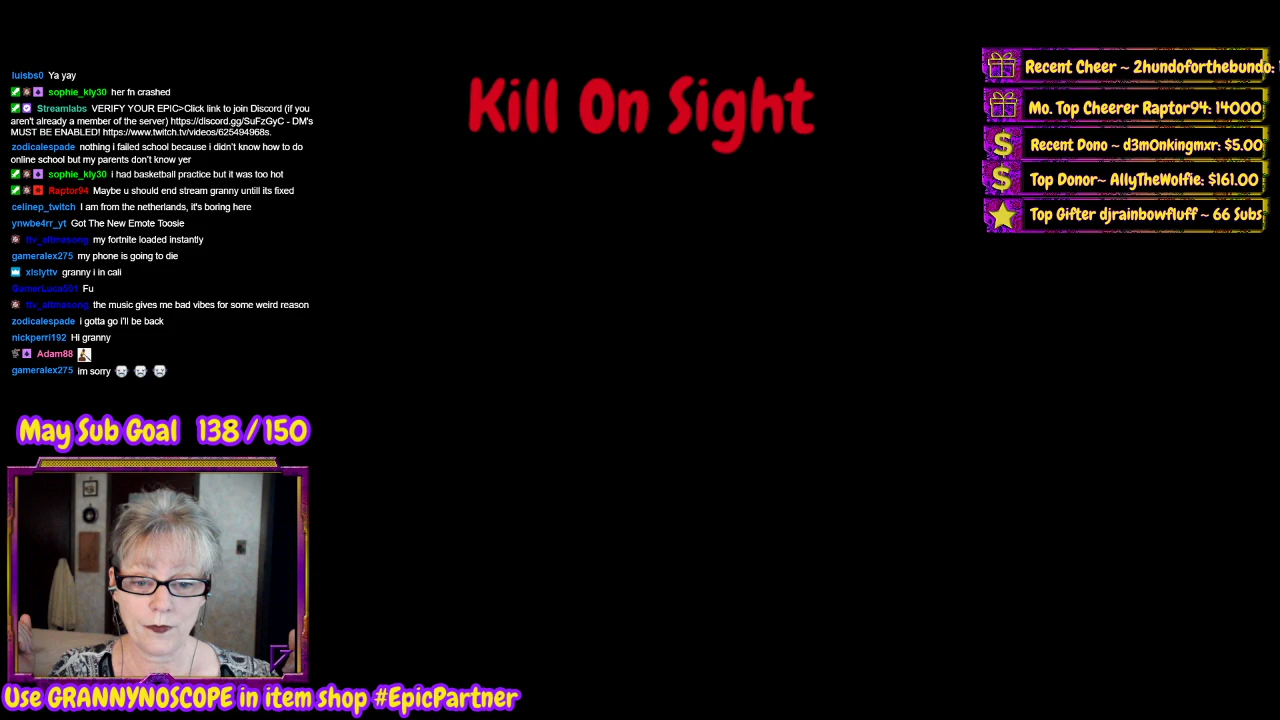 luisbs0 Ya yay
sophie_kly30 her fn crashed
Streamlabs VERIFY YOUR EPIC>Click link to join Discord (if you
aren't already a member of the server) https://discord.gg/SuFzGyC - DM's
MUST BE ENABLED! https://www.twitch.tv/videos/625494968s.
zodicalespade nothing i failed school because i didn't know how to do
online school but my parents don't know yer
sophie_kly30 i had basketball practice but it was too hot
Raptor94 Maybe u should end stream granny untill its fixed
celinep_twitch I am from the netherlands, it's boring here
ynwbe4rr_yt Got The New Emote Toosie
ttv_altmasong my fortnite loaded instantly
gameralex275 my phone is going to die
xlslyttv granny i in cali
GamerLuca501 Fu
ttv_altmasong the music gives me bad vibes for some weird reason
zodicalespade i gotta go i'll be back
nickperri192 Hi granny
Adam88
gameralex275 im sorry
Kill On Sight
Recent Cheer ~ 2hundoforthebundo:
Mo. Top Cheerer Raptor94: 14000
Recent Dono ~ d3m0nkingmxr: $5.00
Top Donor~ AllyTheWolfie: $161.00
Top Gifter djrainbowfluff ~ 66 Subs
May Sub Goal 138 / 150
Use GRANNYNOSCOPE in item shop #EpicPartner